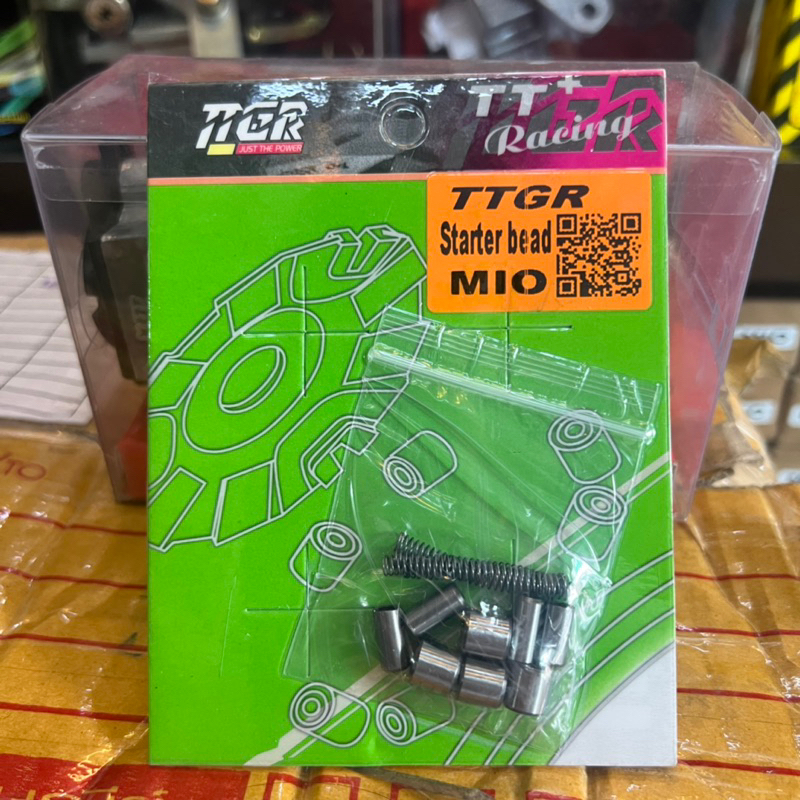 TTGR
JUST THE POWER
TT+
Racing
TTGR
Starter bead
MIO